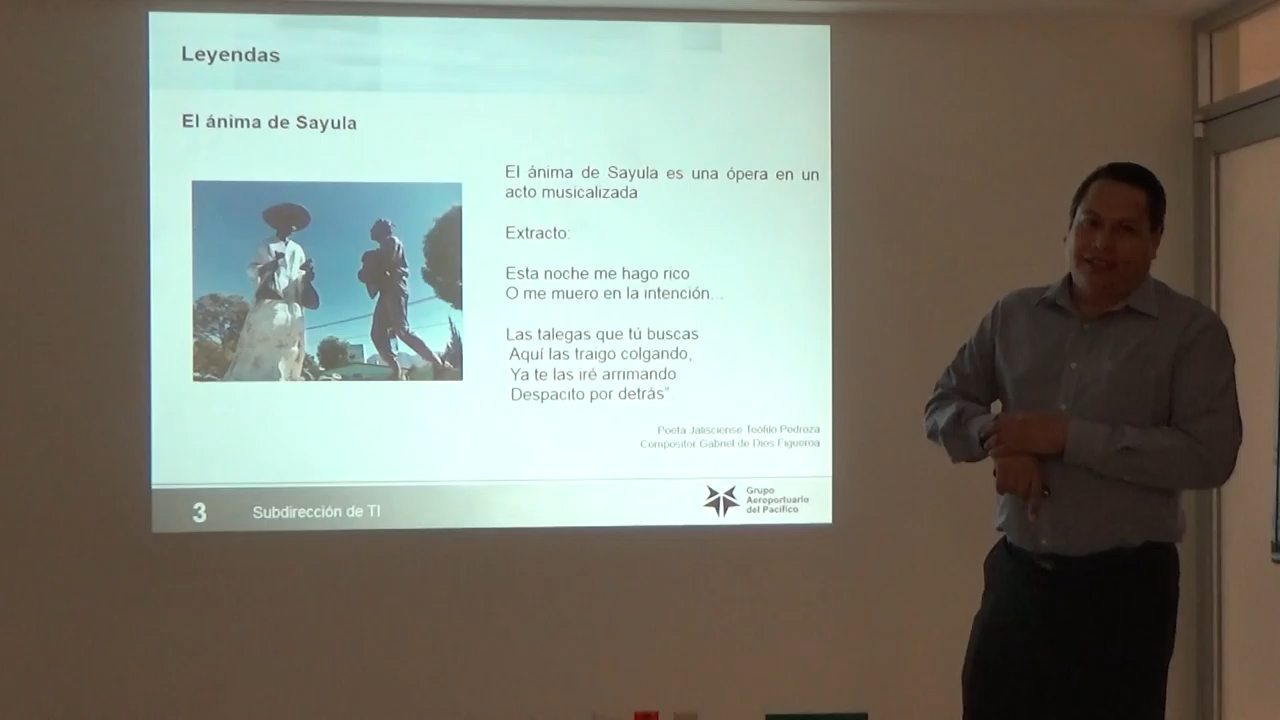 Leyendas
El ánima de Sayula
El ánima de Sayula es una ópera en un
acto musicalizada
Extracto:
Esta noche me hago rico
O me muero en la intención...
Las talegas que tú buscas
Aquí las traigo colgando,
Ya te las iré arrimando
Despacito por detrás”
Poeta Jalisciense Teófilo Pedroza
Compositor Gabriel de Dios Figueroa
3
Subdirección de TI
Grupo
Aeroportuario
del Pacífico